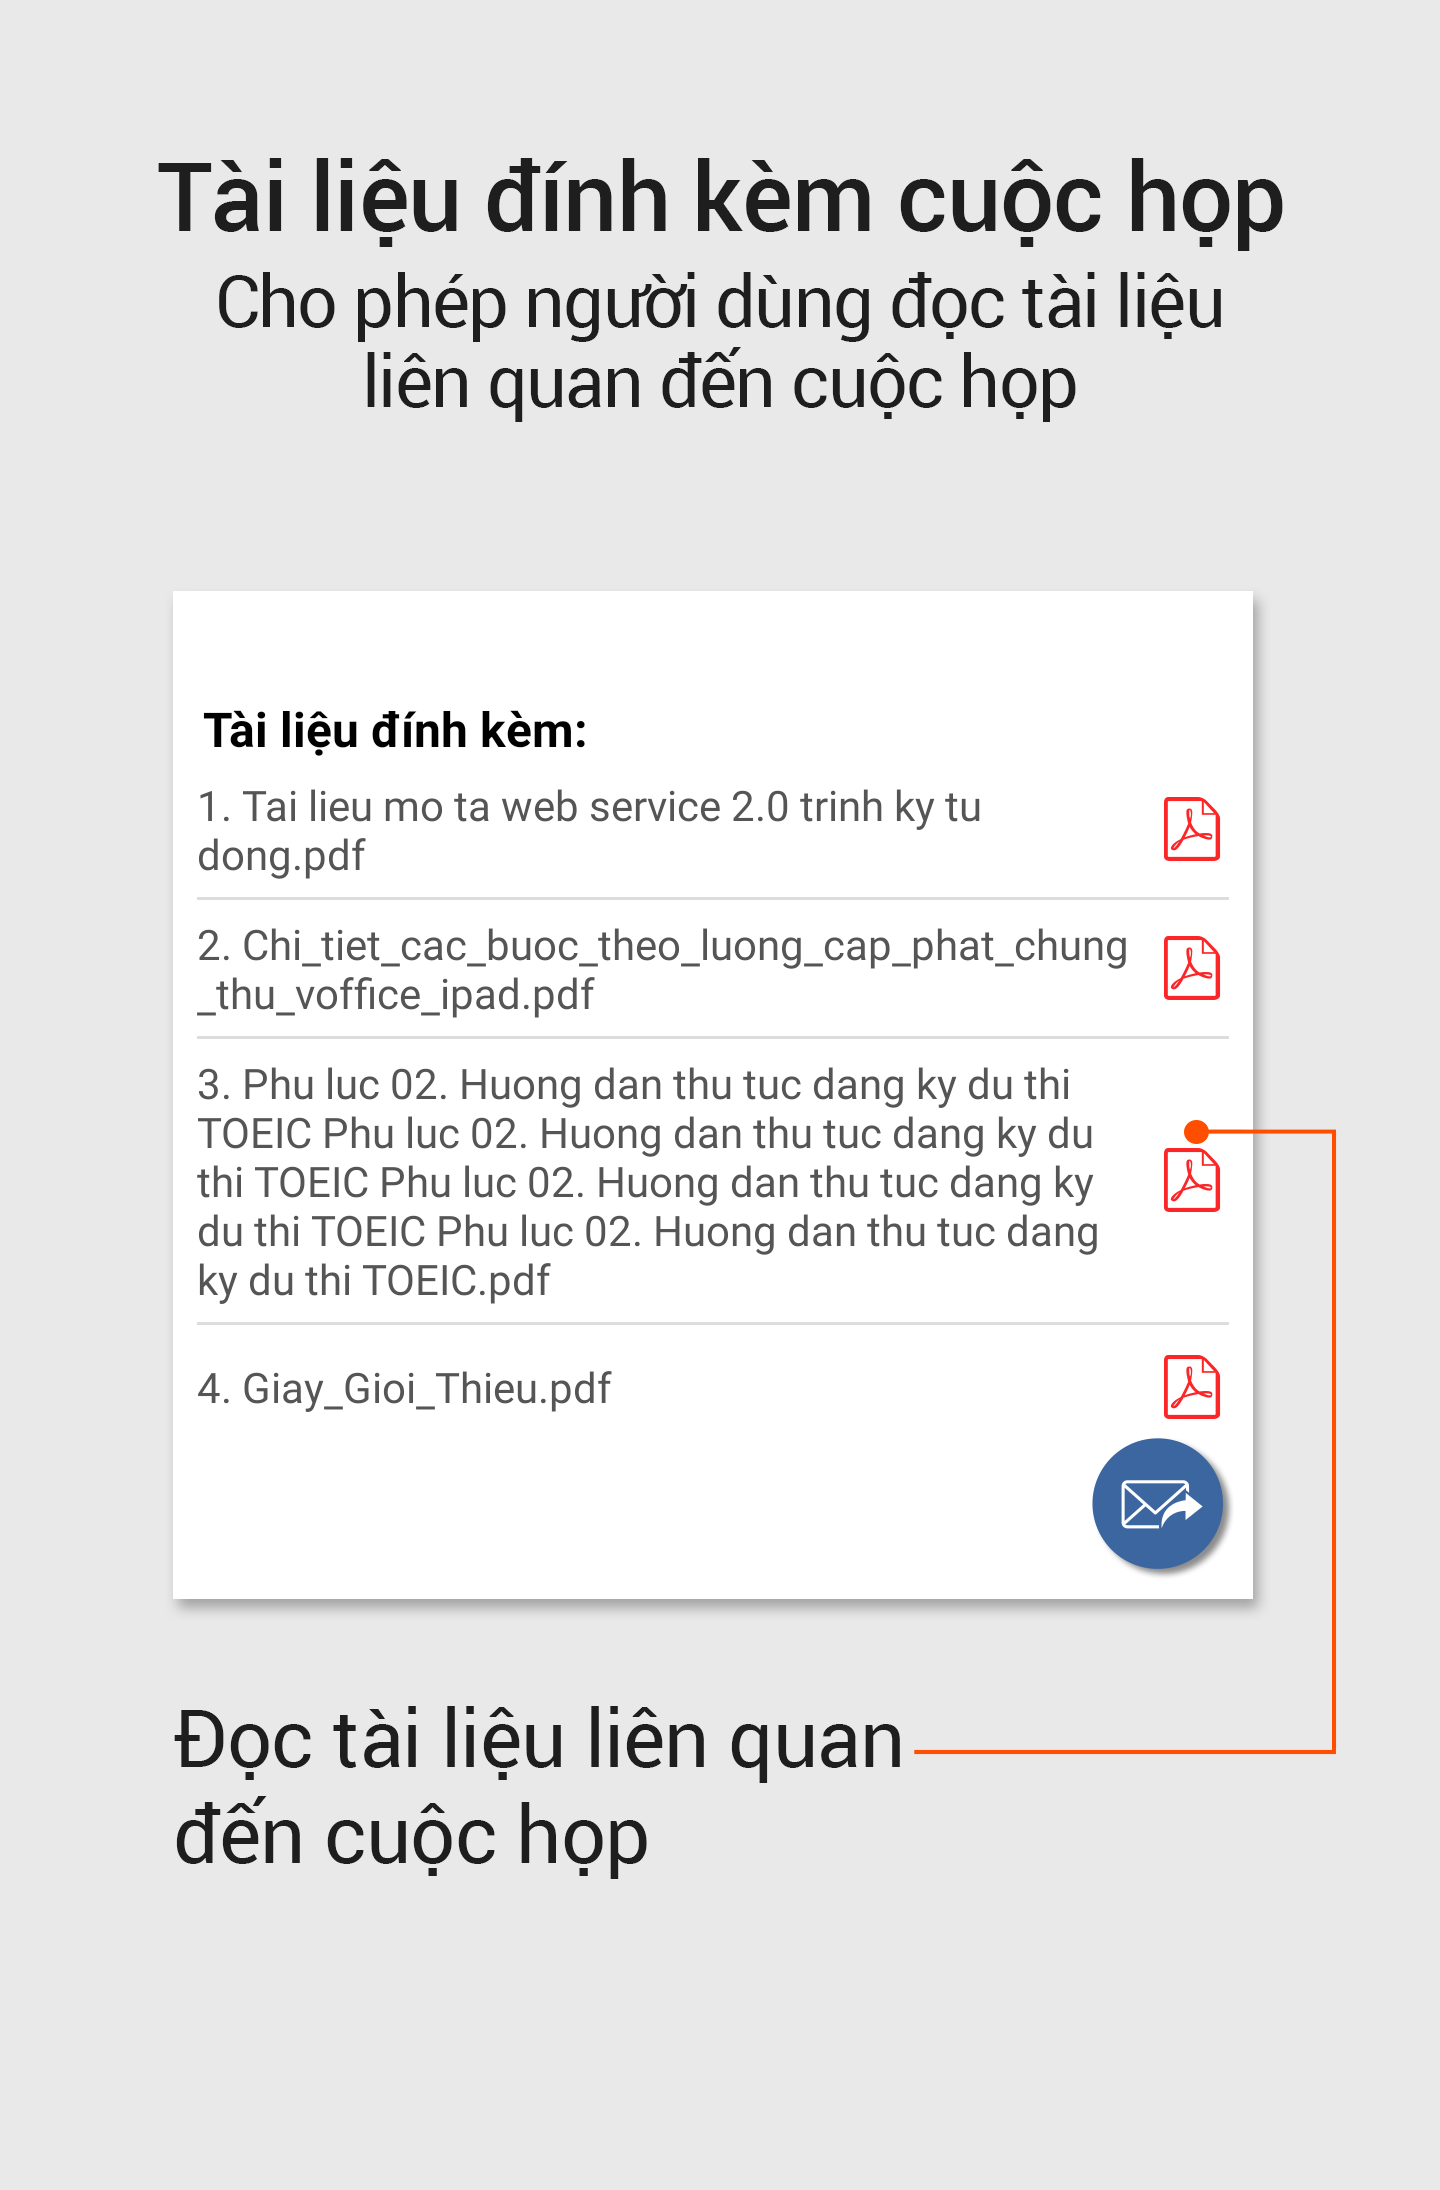 Tài liệu đính kèm cuộc họp
Cho phép người dùng đọc tài liệu
liên quan đến cuộc họp
Tài liệu đính kèm:
1. Tai lieu mo ta web service 2.0 trinh ky tu
dong.pdf
2. Chi_tiet_cac_buoc_theo_luong_cap_phat_chung
_thu_voffice_ipad.pdf
3. Phu luc 02. Huong dan thu tuc dang ky du thi
TOEIC Phu luc 02. Huong dan thu tuc dang ky du
thi TOEIC Phu luc 02. Huong dan thu tuc dang ky
du thi TOEIC Phu luc 02. Huong dan thu tuc dang
ky du thi TOEIC.pdf
4. Giay_Gioi_Thieu.pdf
Đọc tài liệu liên quan
đến cuộc họp